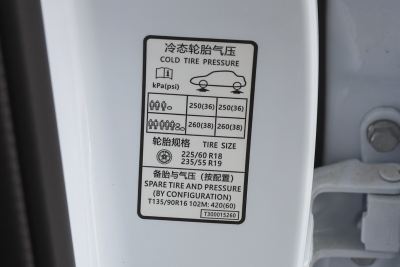 冷态轮胎气压
COLD TIRE PRESSURE
kPa(psi)
250(36) 250(36)
260(38) 260(38)
轮胎规格 TIRE SIZE
225/60 R18
235/55 R19
备胎与气压（按配置）
SPARE TIRE AND PRESSURE
(BY CONFIGURATION)
T135/90R16 102M: 420(60)
T300015260